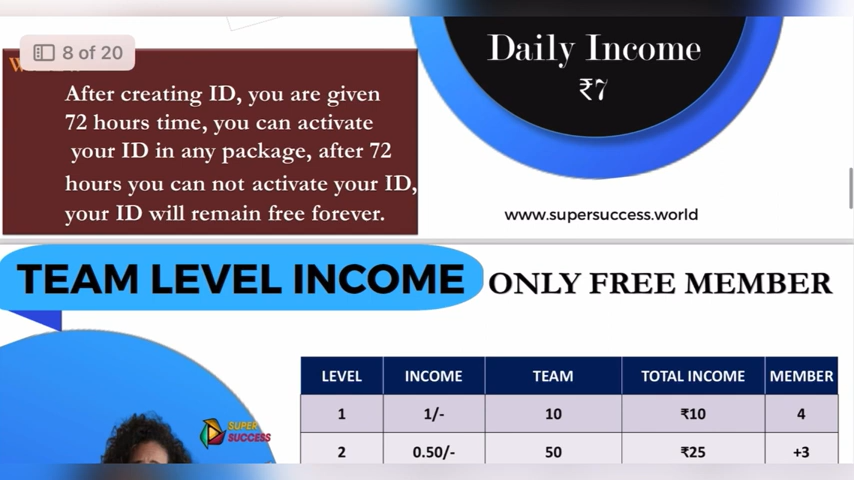 8 of 20
After creating ID, you are given
72 hours time, you can activate
your ID in any package, after 72
hours you can not activate your ID,
your ID will remain free forever.
Daily Income
₹7
www.supersuccess.world
TEAM LEVEL INCOME
ONLY FREE MEMBER
LEVEL INCOME TEAM TOTAL INCOME MEMBER
1 1/- 10 ₹10 4
2 0.50/- 50 ₹25 +3
SUPER
SUCCESS